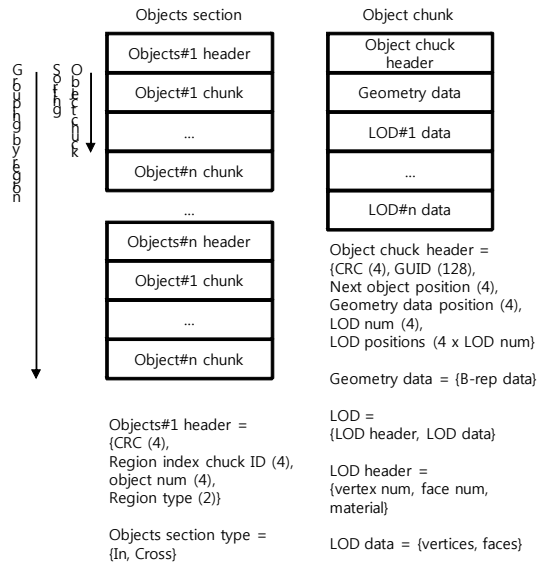 Objects section
Objects#1 header
Object#1 chunk
...
Object#n chunk
...
Objects#n header
Object#1 chunk
...
Object#n chunk
Objects#1 header =
{CRC (4),
Region index chuck ID (4),
object num (4),
Region type (2)}
Objects section type =
{In, Cross}
Object chunk
Object chuck
header
Geometry data
LOD#1 data
...
LOD#n data
Object chuck header =
{CRC (4), GUID (128),
Next object position (4),
Geometry data position (4),
LOD num (4),
LOD positions (4 x LOD num}
Geometry data = {B-rep data}
LOD =
{LOD header, LOD data}
LOD header =
{vertex num, face num,
material}
LOD data = {vertices, faces}
Grouping by region
Object chuck